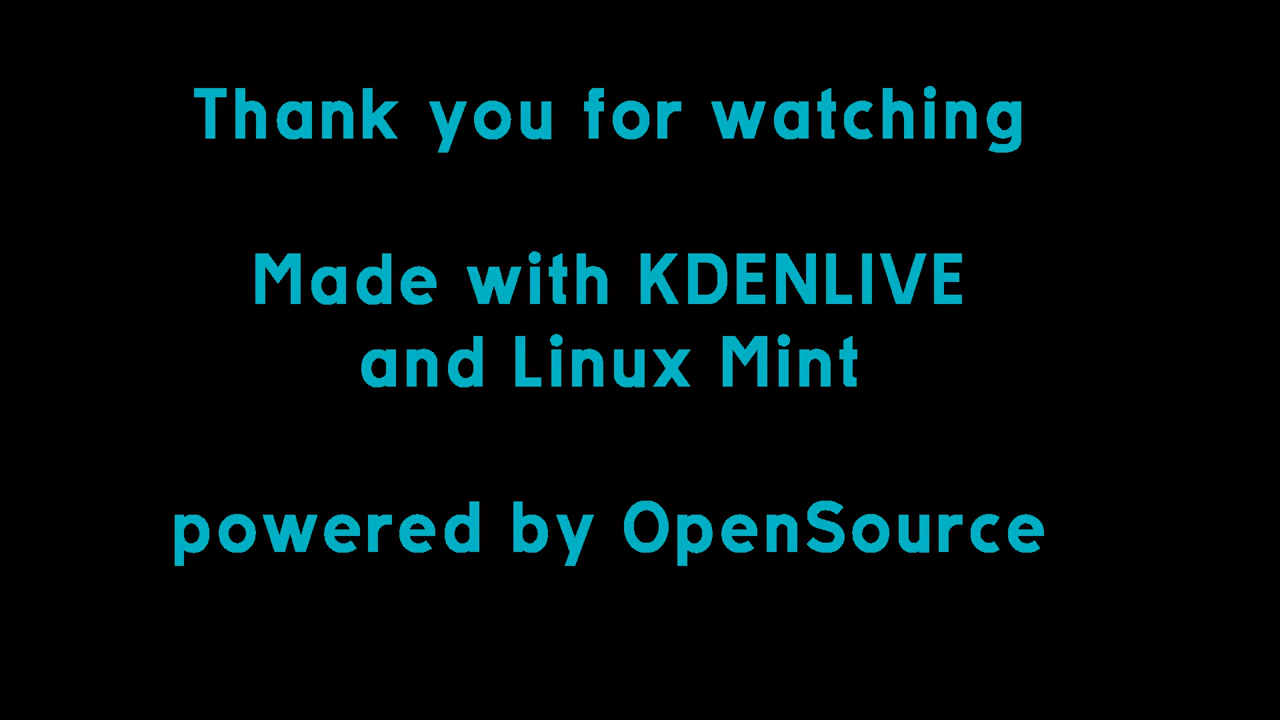 Thank you for watching
Made with KDENLIVE
and Linux Mint
powered by OpenSource